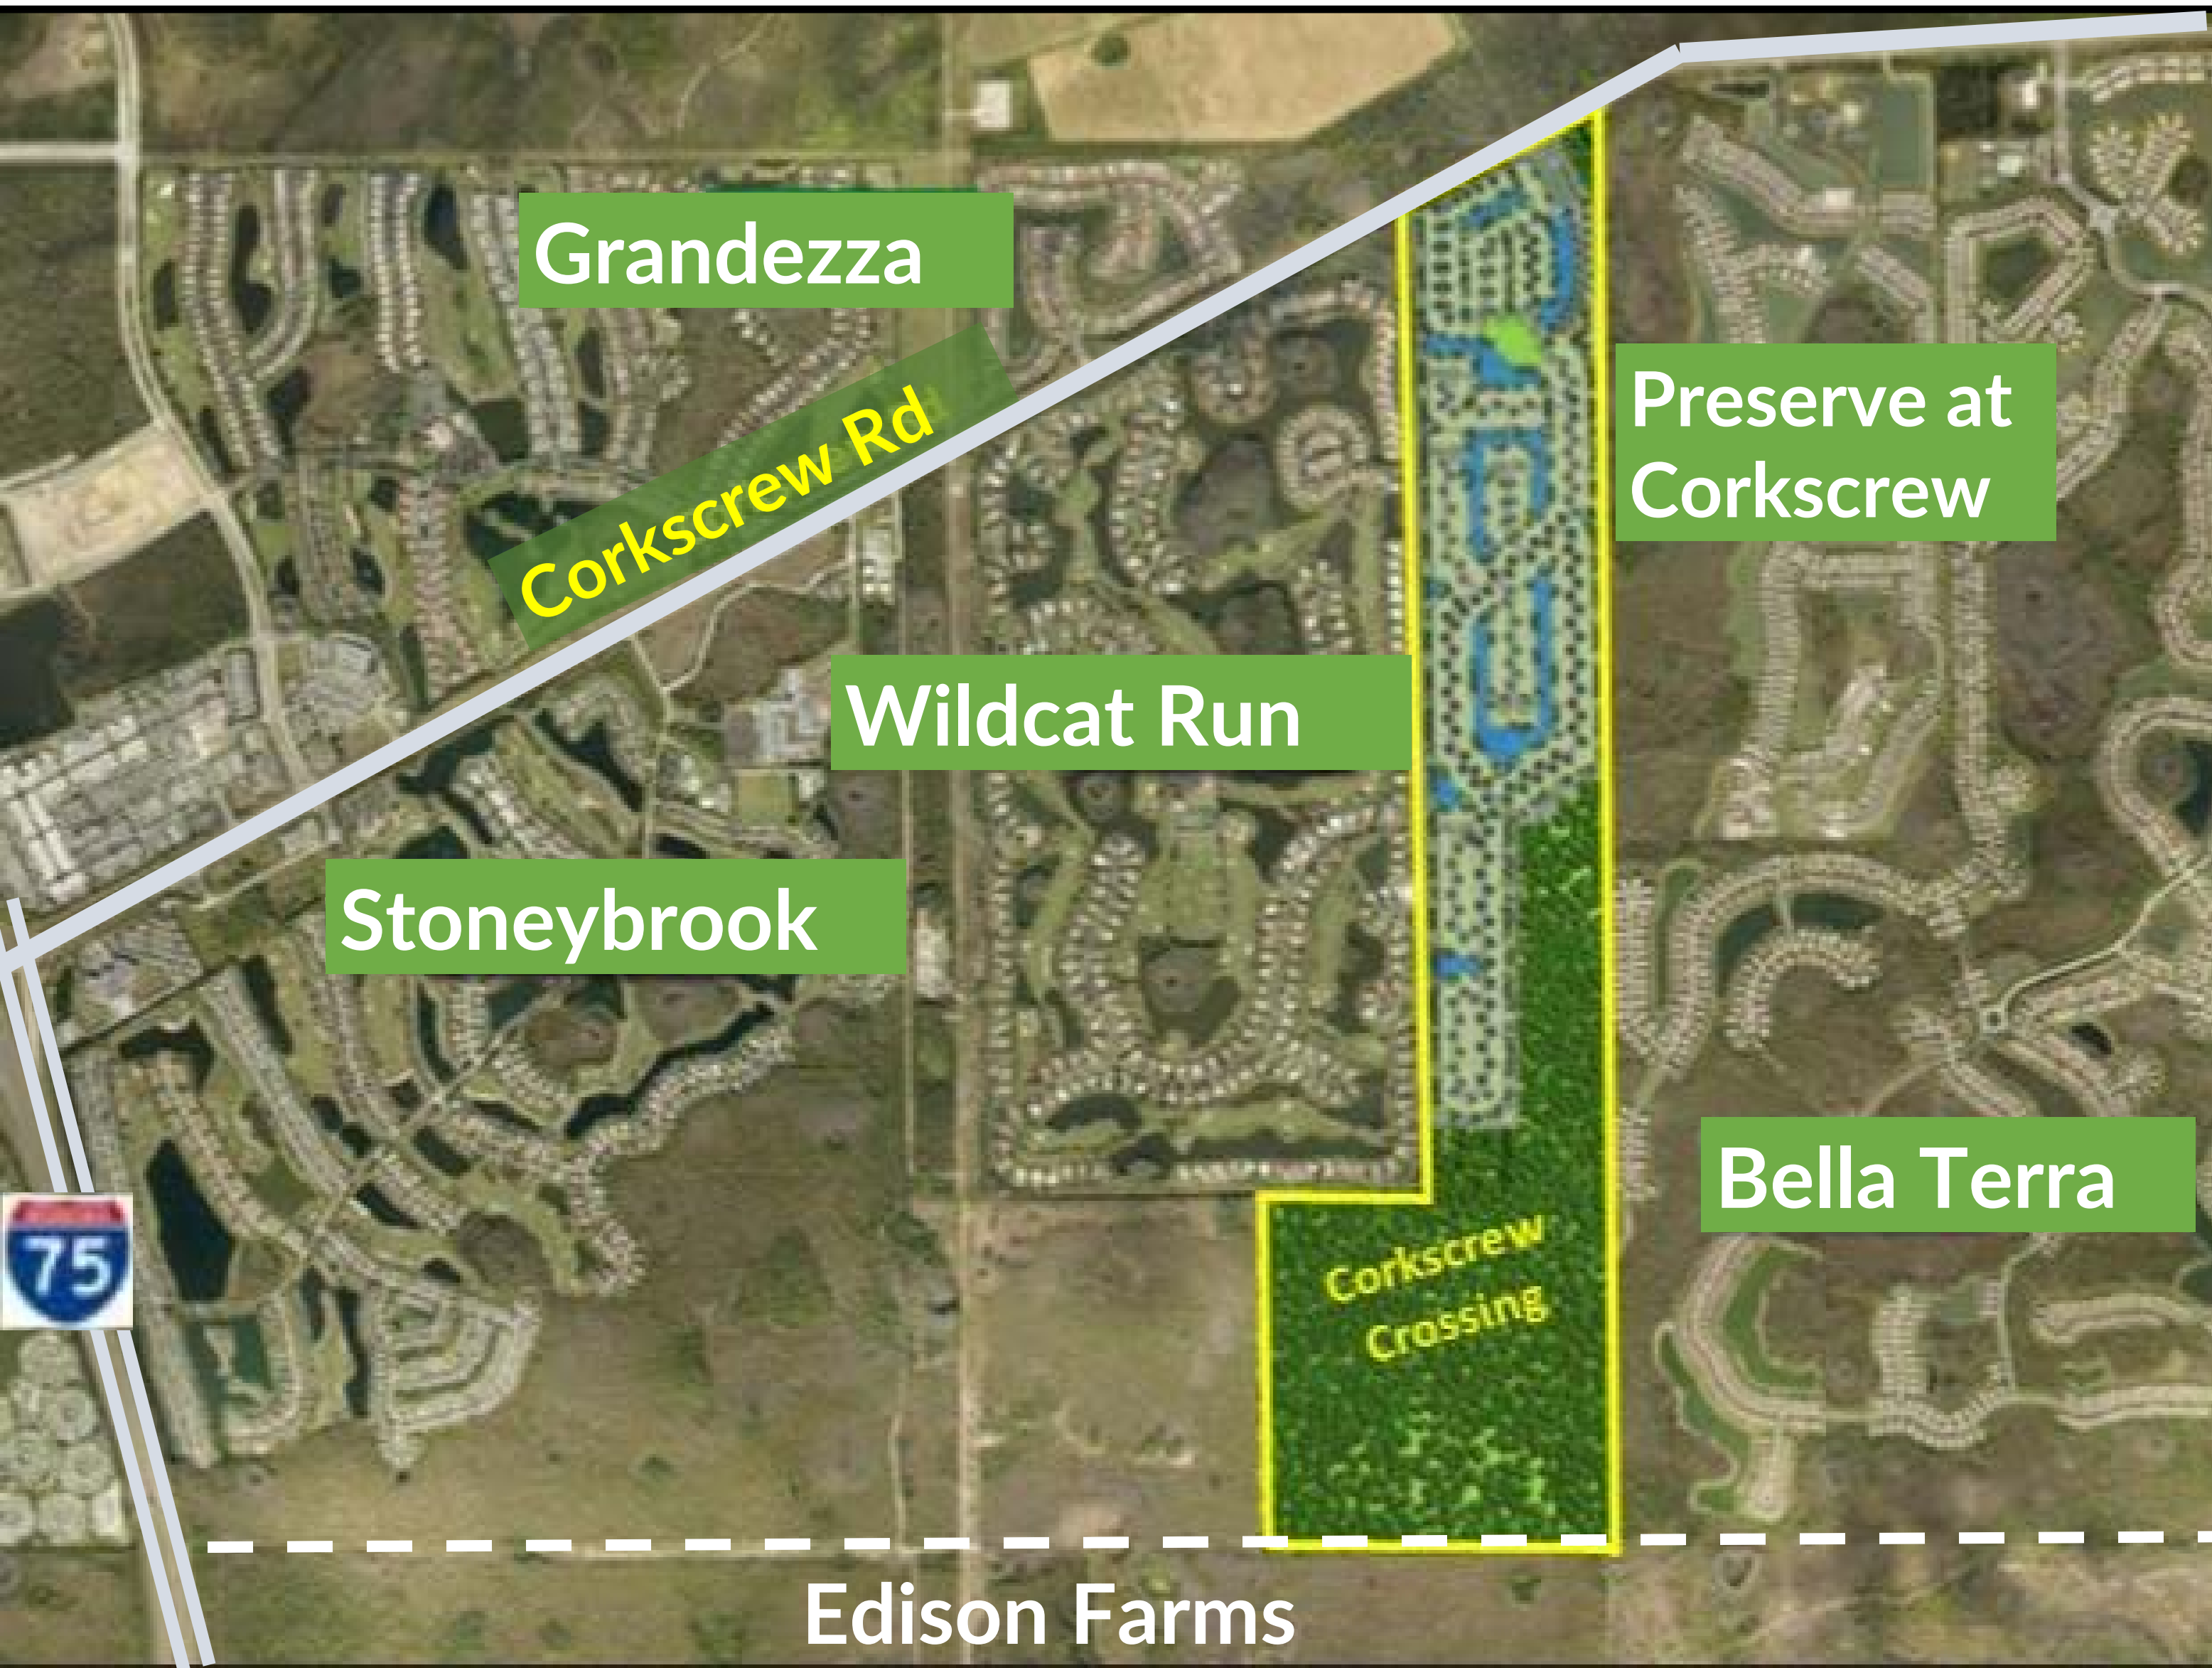 Grandezza
Corkscrew Rd
Preserve at
Corkscrew
Wildcat Run
Stoneybrook
Bella Terra
75
Corkscrew
Crossing
Edison Farms